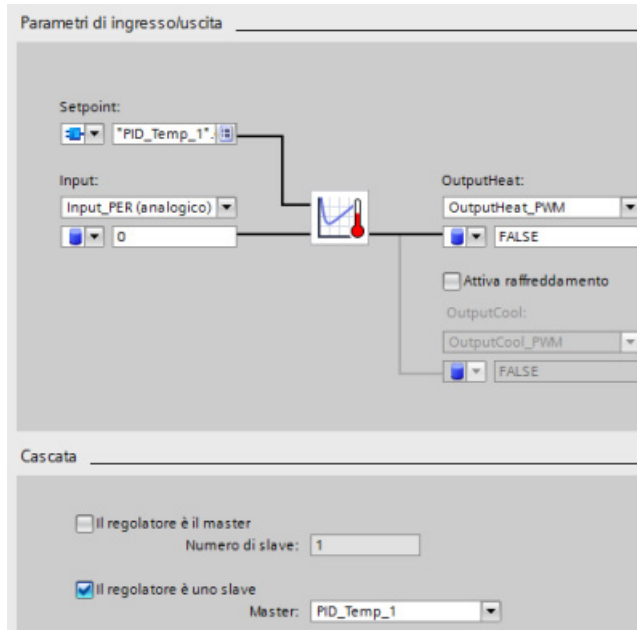 Parametri di ingresso/uscita
Setpoint:
"PID_Temp_1".
Input:
Input_PER (analogico)
0
OutputHeat:
OutputHeat_PWM
FALSE
Attiva raffreddamento
OutputCool:
OutputCool_PWM
FALSE
Cascata
Il regolatore è il master
Numero di slave: 1
Il regolatore è uno slave
Master: PID_Temp_1